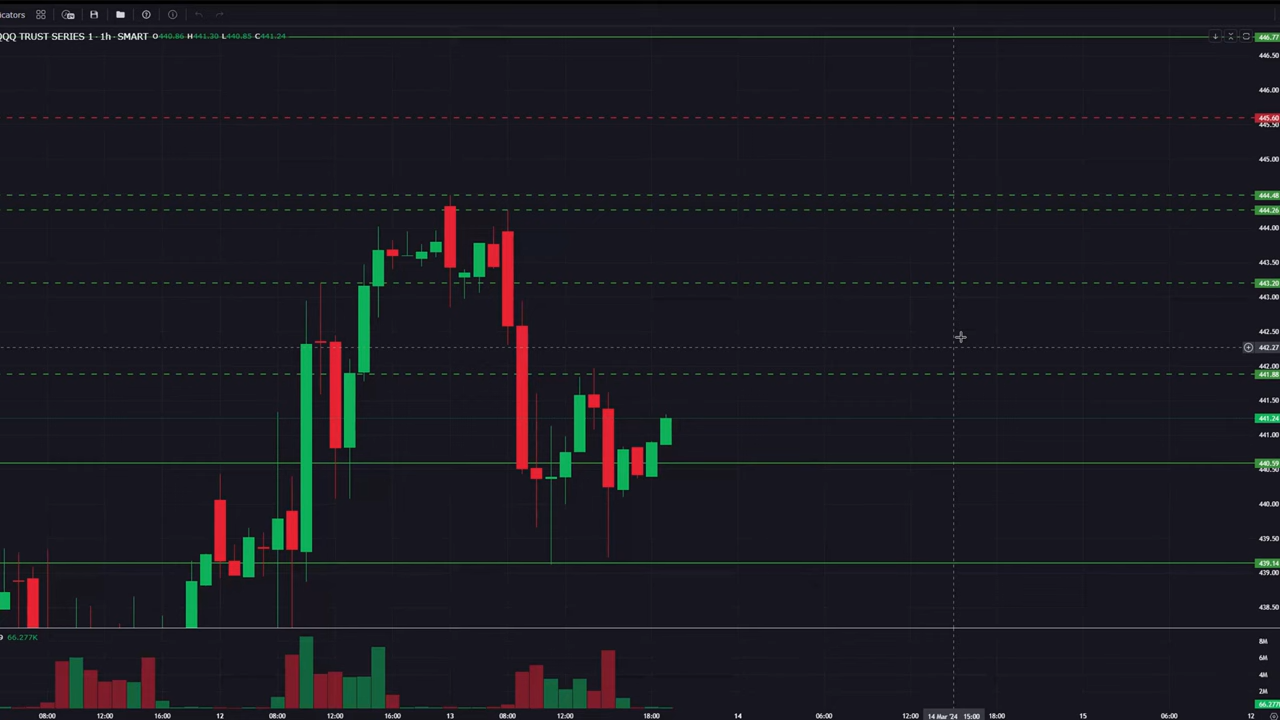 icators
QQQ TRUST SERIES 1 · 1h · SMART O440.86 H441.30 L440.85 C441.24
446.77
446.50
446.00
445.60
445.50
445.00
444.48
444.26
444.00
443.50
443.20
443.00
442.50
442.27
442.00
441.88
441.50
441.24
441.00
440.59
440.50
440.00
439.50
439.14
439.00
438.50
9 66.277K
8M
6M
4M
2M
66.277K
08:00 12:00 16:00 12 08:00 12:00 16:00 13 08:00 12:00 18:00 14 06:00 12:00 14 Mar '24 15:00 18:00 15 06:00 12